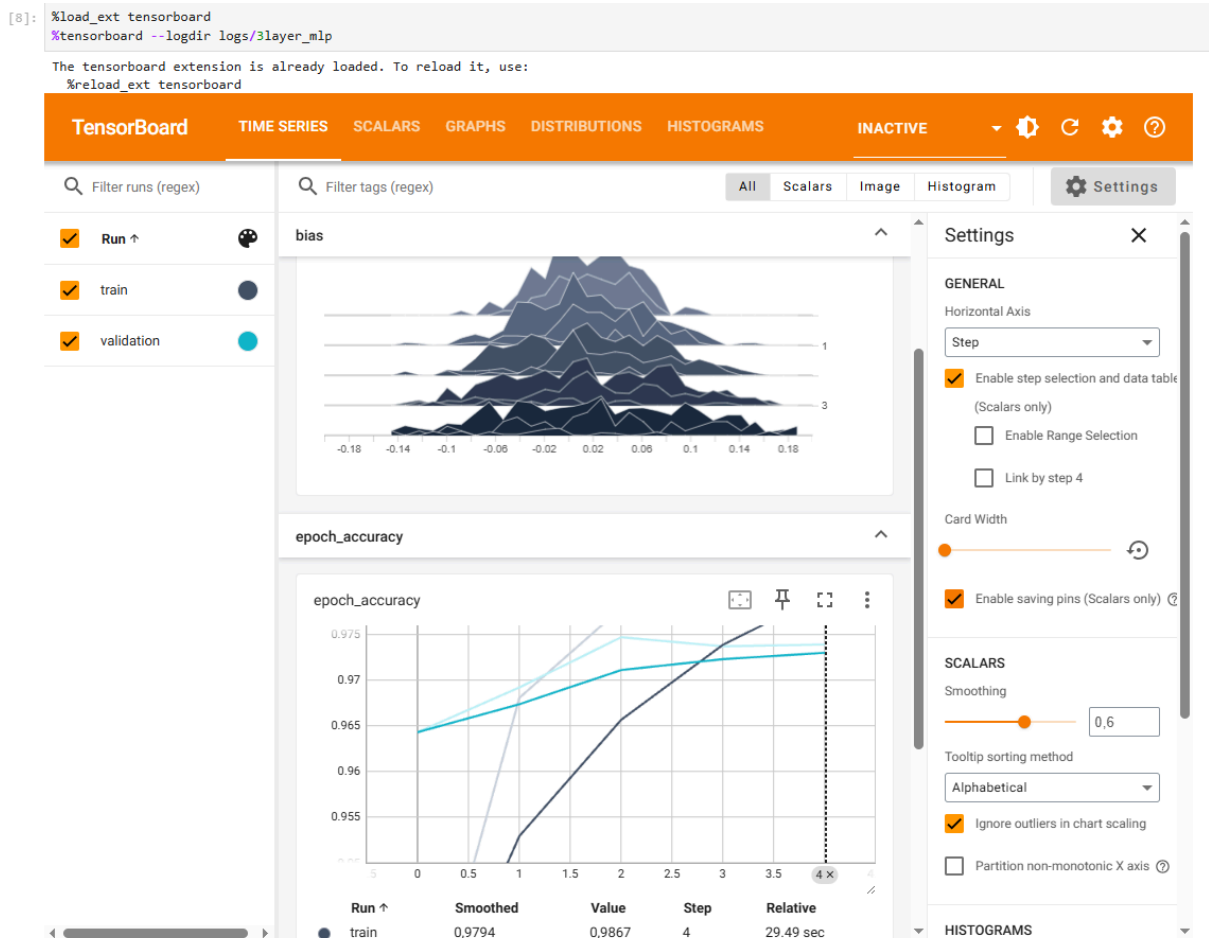 [8]: %load_ext tensorboard
%tensorboard --logdir logs/3layer_mlp
The tensorboard extension is already loaded. To reload it, use:
%reload_ext tensorboard
TensorBoard TIME SERIES SCALARS GRAPHS DISTRIBUTIONS HISTOGRAMS INACTIVE
Filter runs (regex)
Filter tags (regex)
All Scalars Image Histogram
Settings
Run ↑
train
validation
bias
1
3
-0.18 -0.14 -0.1 -0.06 -0.02 0.02 0.06 0.1 0.14 0.18
epoch_accuracy
epoch_accuracy
0.975
0.97
0.965
0.96
0.955
0.95
5 0 0.5 1 1.5 2 2.5 3 3.5 4 × 4
Run ↑ Smoothed Value Step Relative
train 0,9794 0,9867 4 29.49 sec
Settings
GENERAL
Horizontal Axis
Step
Enable step selection and data table
(Scalars only)
Enable Range Selection
Link by step 4
Card Width
Enable saving pins (Scalars only)
SCALARS
Smoothing
0,6
Tooltip sorting method
Alphabetical
Ignore outliers in chart scaling
Partition non-monotonic X axis
HISTOGRAMS